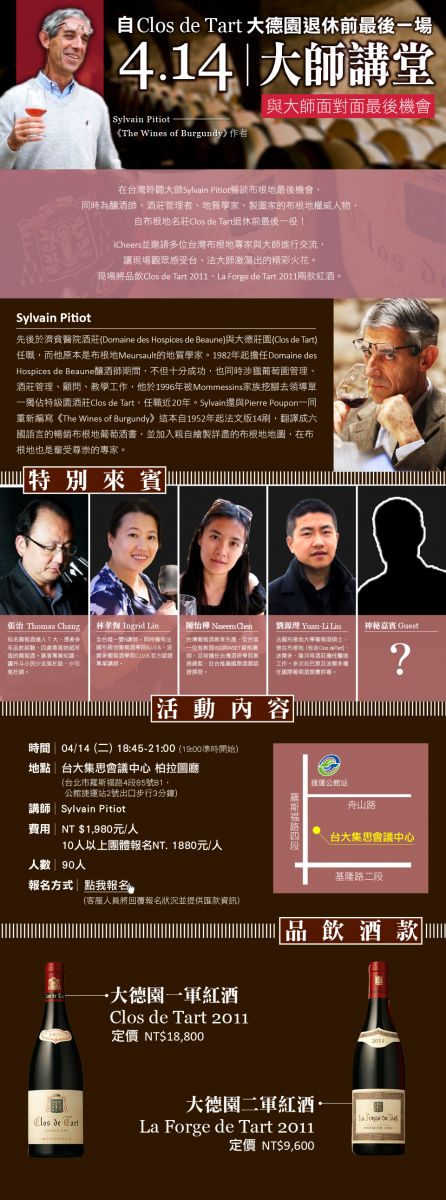 自Clos de Tart 大德園退休前最後一場
4.14|大師講堂
與大師面對面最後機會
Sylvain Pitiot
《The Wines of Burgundy》作者
在台灣聆聽大師Sylvain Pitiot暢談布根地最後機會，
同時為釀酒師、酒莊管理者、地質學家、製圖家的布根地權威人物，
自布根地名莊Clos de Tart退休前最後一役！
iCheers並邀請多位台灣布根地專家與大師進行交流，
讓現場觀眾感受台、法大師激蕩出的精彩火花。
現場將品飲Clos de Tart 2011、La Forge de Tart 2011兩款紅酒。
Sylvain Pitiot
先後於濟貧醫院酒莊(Domaine des Hospices de Beaune)與大德莊園(Clos de Tart)
任職，而他原本是布根地Meursault的地質學家。1982年起擔任Domaine des
Hospices de Beaune釀酒師期間，不但十分成功，也同時涉獵葡萄園管理、
酒莊管理、顧問、教學工作，他於1996年被Mommessins家族挖腳去領導單
一獨佔特級園酒莊Clos de Tart，任職近20年。Sylvain還與Pierre Poupon一同
重新編寫《The Wines of Burgundy》這本自1952年起法文版14刷，翻譯成六
國語言的暢銷布根地葡萄酒書，並加入親自繪製詳盡的布根地地圖，在布
根地也是廣受尊崇的專家。
特別來賓
張治 Thomas Chang
林孝恂 Ingrid Lin
陳怡樺 Naseem Chen
劉源理 Yuan-Li Liu
神秘嘉賓 Guest
?
活動內容
時間｜04/14 (二) 18:45-21:00 (19:00準時開始)
地點｜台大集思會議中心 柏拉圖廳
(台北市羅斯福路4段85號B1，
公館捷運站2號出口步行3分鐘)
講師｜Sylvain Pitiot
費用｜NT $1,980元/人
10人以上團體報名NT. 1880元/人
人數｜90人
報名方式｜點我報名
(客服人員將回覆報名狀況並提供匯款資訊)
捷運公館站
舟山路
羅斯福路四段
台大集思會議中心
基隆路二段
品飲酒款
大德園一軍紅酒
Clos de Tart 2011
定價 NT$18,800
Clos de Tart
2011
大德園二軍紅酒
La Forge de Tart 2011
定價 NT$9,600
La Forge de Tart